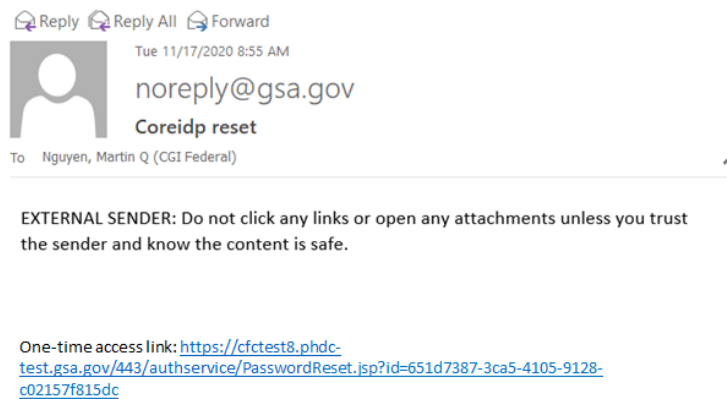 Reply Reply All Forward
Tue 11/17/2020 8:55 AM
noreply@gsa.gov
Coreidp reset
To Nguyen, Martin Q (CGI Federal)
EXTERNAL SENDER: Do not click any links or open any attachments unless you trust
the sender and know the content is safe.
One-time access link: https://cfctest8.phdc-
test.gsa.gov/443/authservice/PasswordReset.jsp?id=651d7387-3ca5-4105-9128-
c02157f815dc